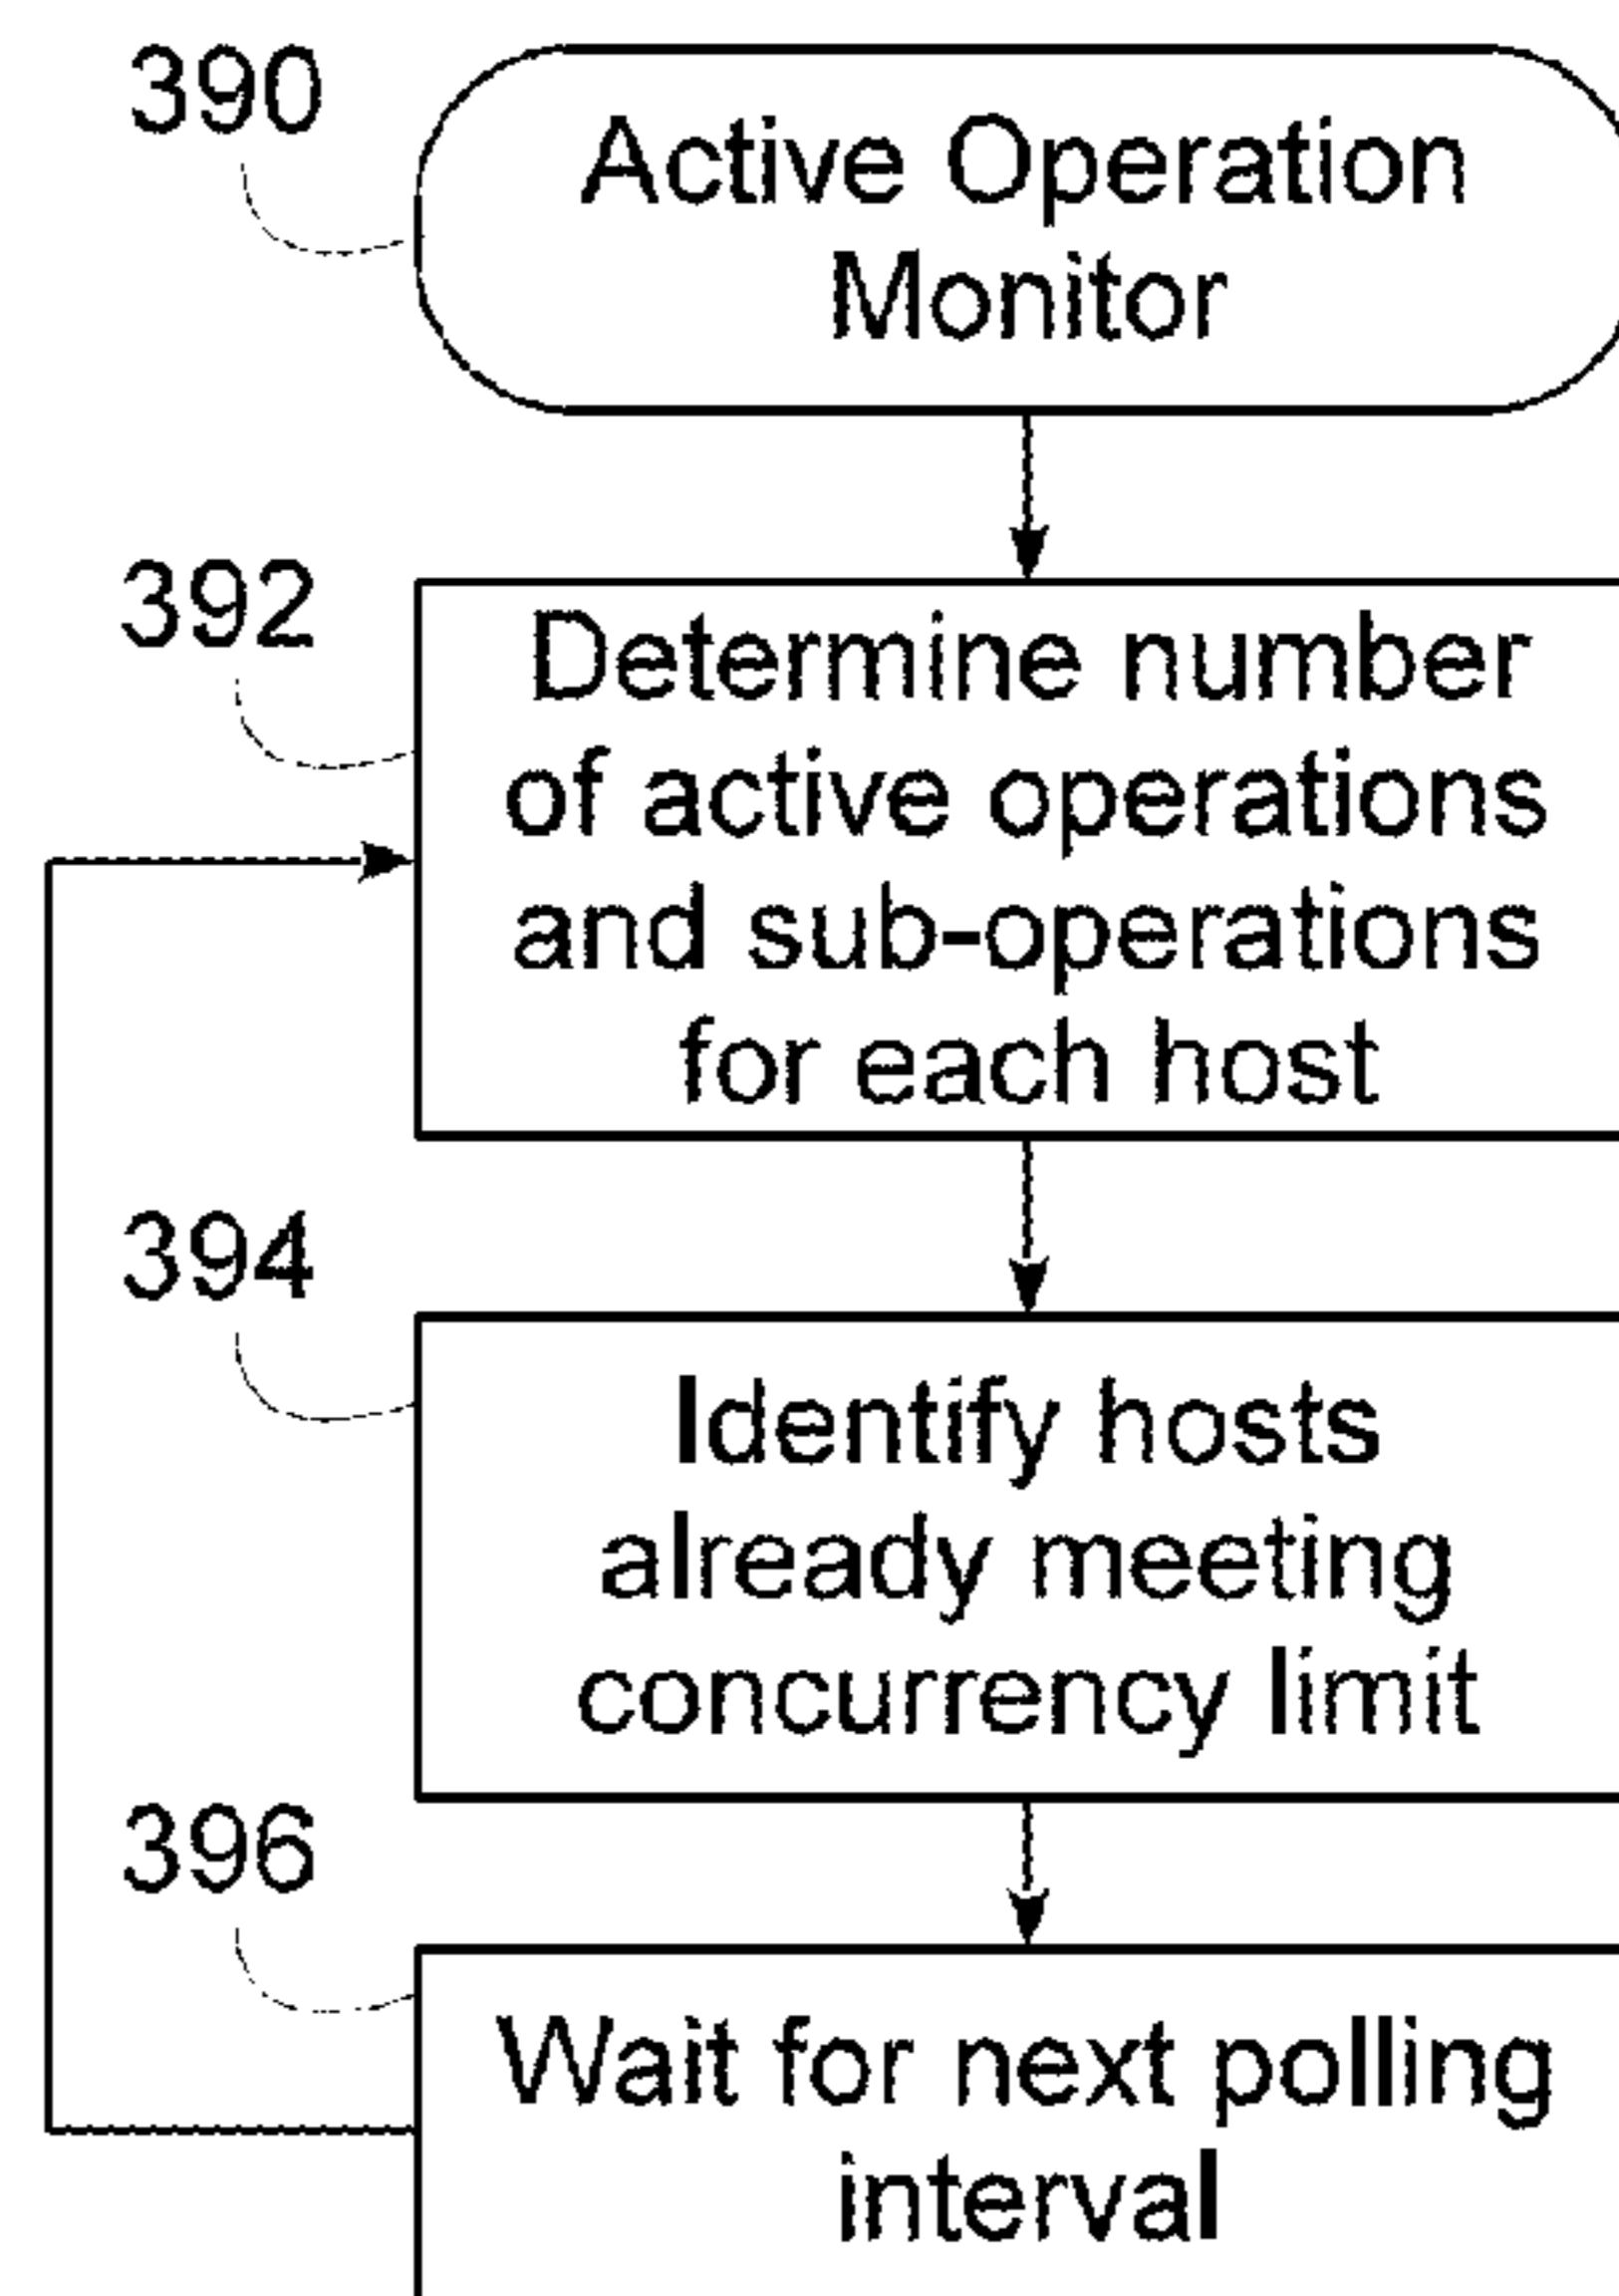 390
Active Operation
Monitor
392
Determine number
of active operations
and sub-operations
for each host
394
Identify hosts
already meeting
concurrency limit
396
Wait for next polling
interval